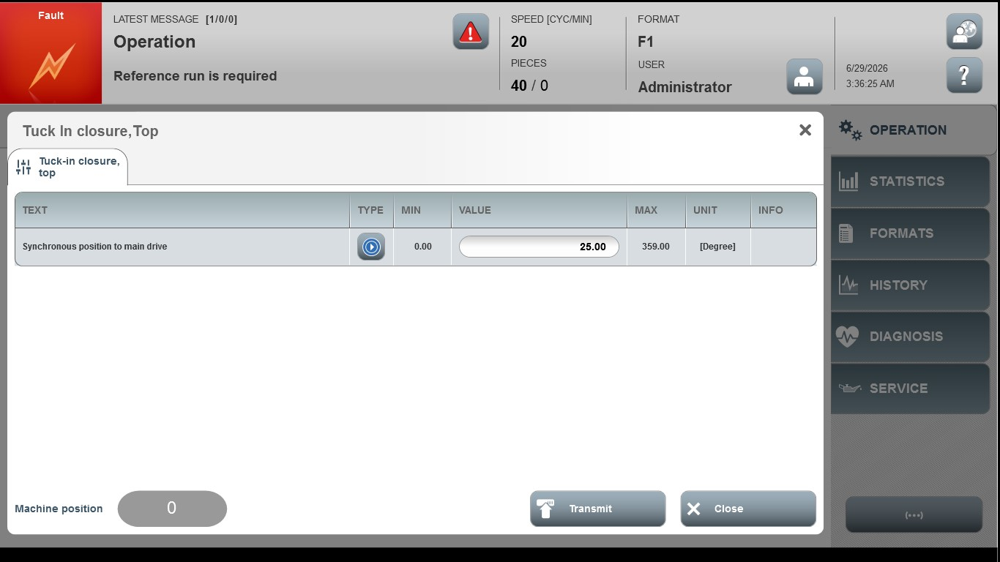 Fault
LATEST MESSAGE [1/0/0]
Operation
Reference run is required
SPEED [CYC/MIN]
20
PIECES
40 / 0
FORMAT
F1
USER
Administrator
6/29/2026
3:36:25 AM
?
Tuck In closure,Top
Tuck-in closure,
top
TEXT TYPE MIN VALUE MAX UNIT INFO
Synchronous position to main drive 0.00 25.00 359.00 [Degree]
Machine position 0
Transmit
Close
OPERATION
STATISTICS
FORMATS
HISTORY
DIAGNOSIS
SERVICE
(•••)